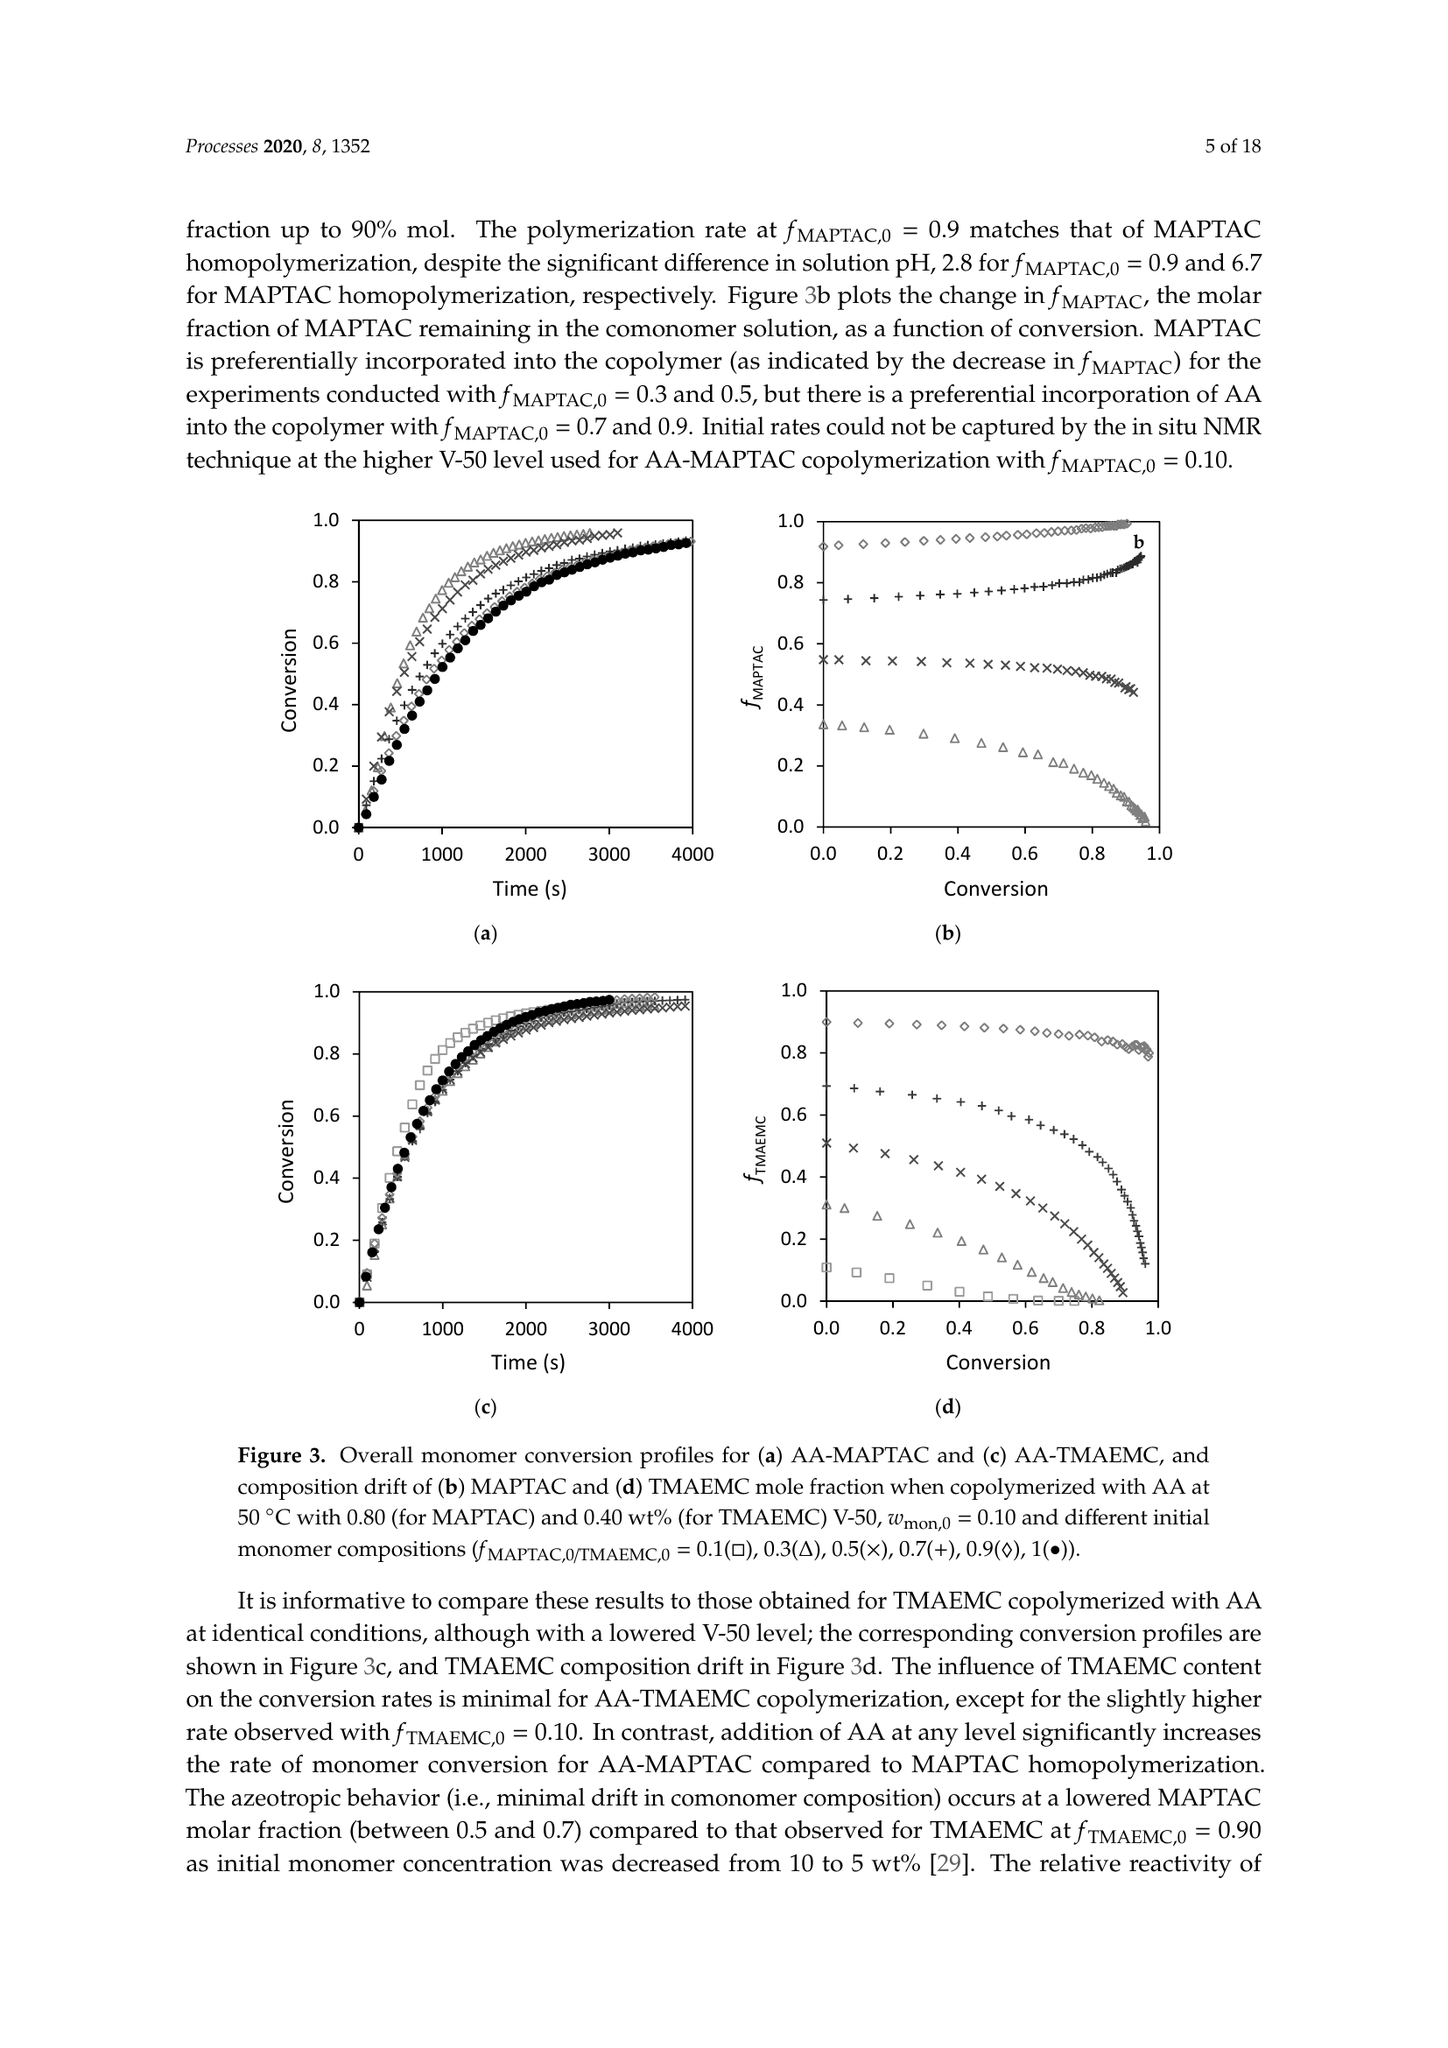 Processes 2020, 8, 1352
5 of 18
fraction up to 90% mol. The polymerization rate at fMAPTAC,0 = 0.9 matches that of MAPTAC
homopolymerization, despite the significant difference in solution pH, 2.8 for fMAPTAC,0 = 0.9 and 6.7
for MAPTAC homopolymerization, respectively. Figure 3b plots the change in fMAPTAC, the molar
fraction of MAPTAC remaining in the comonomer solution, as a function of conversion. MAPTAC
is preferentially incorporated into the copolymer (as indicated by the decrease in fMAPTAC) for the
experiments conducted with fMAPTAC,0 = 0.3 and 0.5, but there is a preferential incorporation of AA
into the copolymer with fMAPTAC,0 = 0.7 and 0.9. Initial rates could not be captured by the in situ NMR
technique at the higher V-50 level used for AA-MAPTAC copolymerization with fMAPTAC,0 = 0.10.
1.0
0.8
0.6
0.4
0.2
0.0
Conversion
0 1000 2000 3000 4000
Time (s)
(a)
1.0
0.8
0.6
0.4
0.2
0.0
fMAPTAC
b
0.0 0.2 0.4 0.6 0.8 1.0
Conversion
(b)
1.0
0.8
0.6
0.4
0.2
0.0
Conversion
0 1000 2000 3000 4000
Time (s)
(c)
1.0
0.8
0.6
0.4
0.2
0.0
fTMAEMC
0.0 0.2 0.4 0.6 0.8 1.0
Conversion
(d)
Figure 3. Overall monomer conversion profiles for (a) AA-MAPTAC and (c) AA-TMAEMC, and
composition drift of (b) MAPTAC and (d) TMAEMC mole fraction when copolymerized with AA at
50 °C with 0.80 (for MAPTAC) and 0.40 wt% (for TMAEMC) V-50, wmon,0 = 0.10 and different initial
monomer compositions (fMAPTAC,0/TMAEMC,0 = 0.1(□), 0.3(Δ), 0.5(×), 0.7(+), 0.9(◊), 1(●)).
It is informative to compare these results to those obtained for TMAEMC copolymerized with AA
at identical conditions, although with a lowered V-50 level; the corresponding conversion profiles are
shown in Figure 3c, and TMAEMC composition drift in Figure 3d. The influence of TMAEMC content
on the conversion rates is minimal for AA-TMAEMC copolymerization, except for the slightly higher
rate observed with fTMAEMC,0 = 0.10. In contrast, addition of AA at any level significantly increases
the rate of monomer conversion for AA-MAPTAC compared to MAPTAC homopolymerization.
The azeotropic behavior (i.e., minimal drift in comonomer composition) occurs at a lowered MAPTAC
molar fraction (between 0.5 and 0.7) compared to that observed for TMAEMC at fTMAEMC,0 = 0.90
as initial monomer concentration was decreased from 10 to 5 wt% [29]. The relative reactivity of